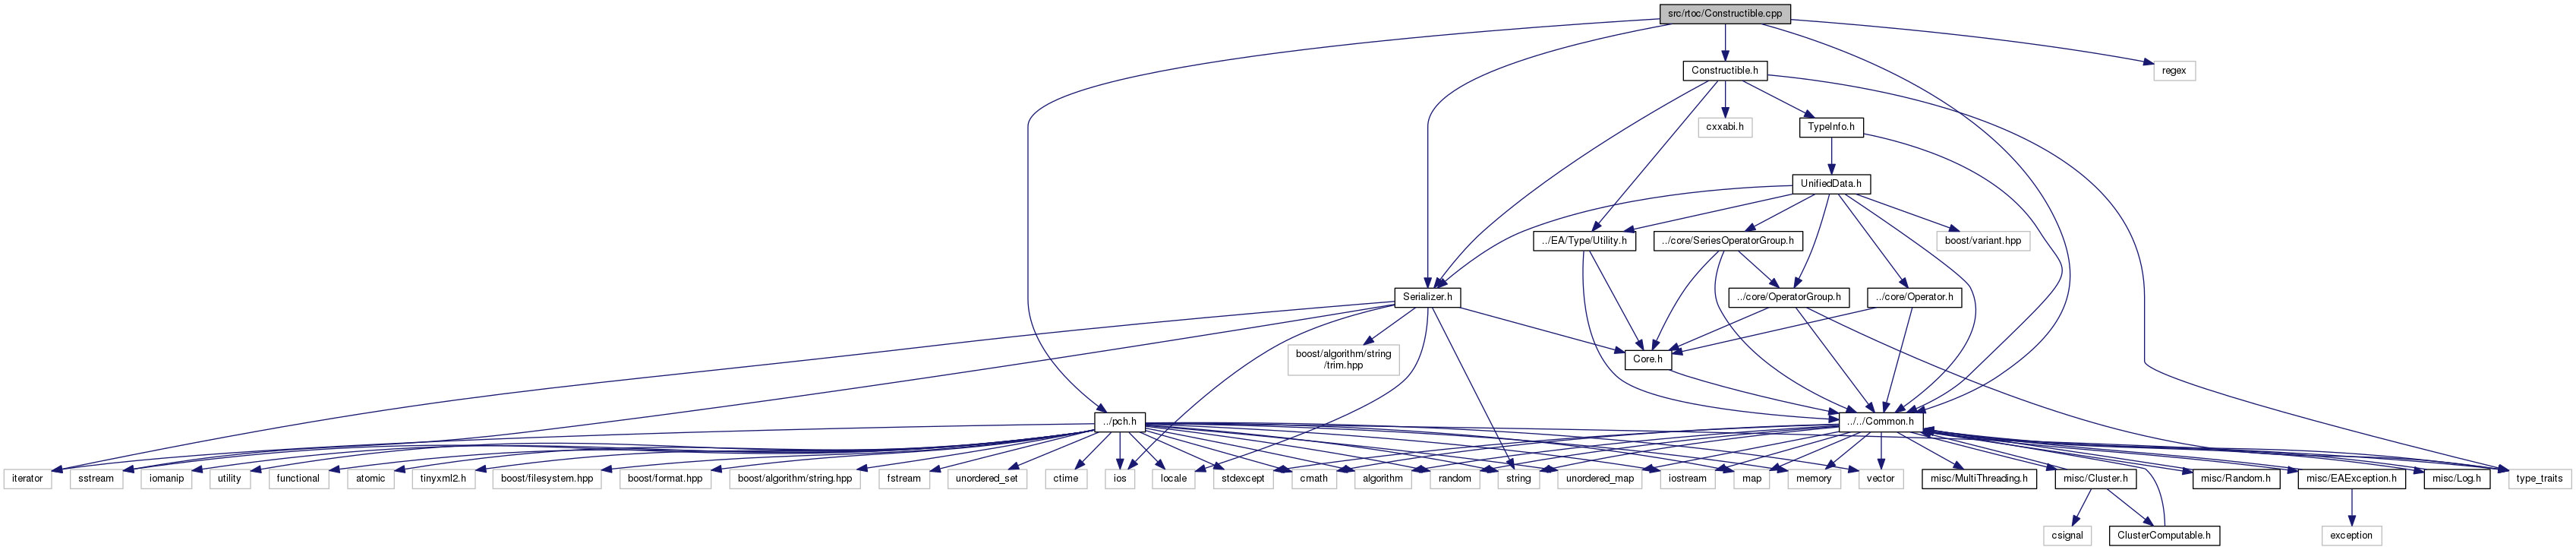 src/rtoc/Constructible.cpp
Constructible.h
regex
cxxabi.h
TypeInfo.h
UnifiedData.h
../EA/Type/Utility.h
../core/SeriesOperatorGroup.h
boost/variant.hpp
Serializer.h
../core/OperatorGroup.h
../core/Operator.h
boost/algorithm/string
/trim.hpp
Core.h
../pch.h
../../Common.h
iterator
sstream
iomanip
utility
functional
atomic
tinyxml2.h
boost/filesystem.hpp
boost/format.hpp
boost/algorithm/string.hpp
fstream
unordered_set
ctime
ios
locale
stdexcept
cmath
algorithm
random
string
unordered_map
iostream
map
memory
vector
misc/MultiThreading.h
misc/Cluster.h
misc/Random.h
misc/EAException.h
misc/Log.h
type_traits
csignal
ClusterComputable.h
exception